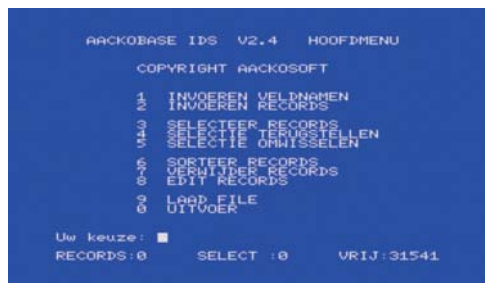 AACKOBASE IDS V2.4 HOOFDMENU
COPYRIGHT AACKOSOFT
1 INVOEREN VELDNAMEN
2 INVOEREN RECORDS
3 SELECTEER RECORDS
4 SELECTIE TERUGSTELLEN
5 SELECTIE OMWISSELEN
6 SORTEER RECORDS
7 VERWIJDER RECORDS
8 EDIT RECORDS
9 LAAD FILE
0 UITVOER
Uw keuze:
RECORDS:0 SELECT :0 VRIJ:31541